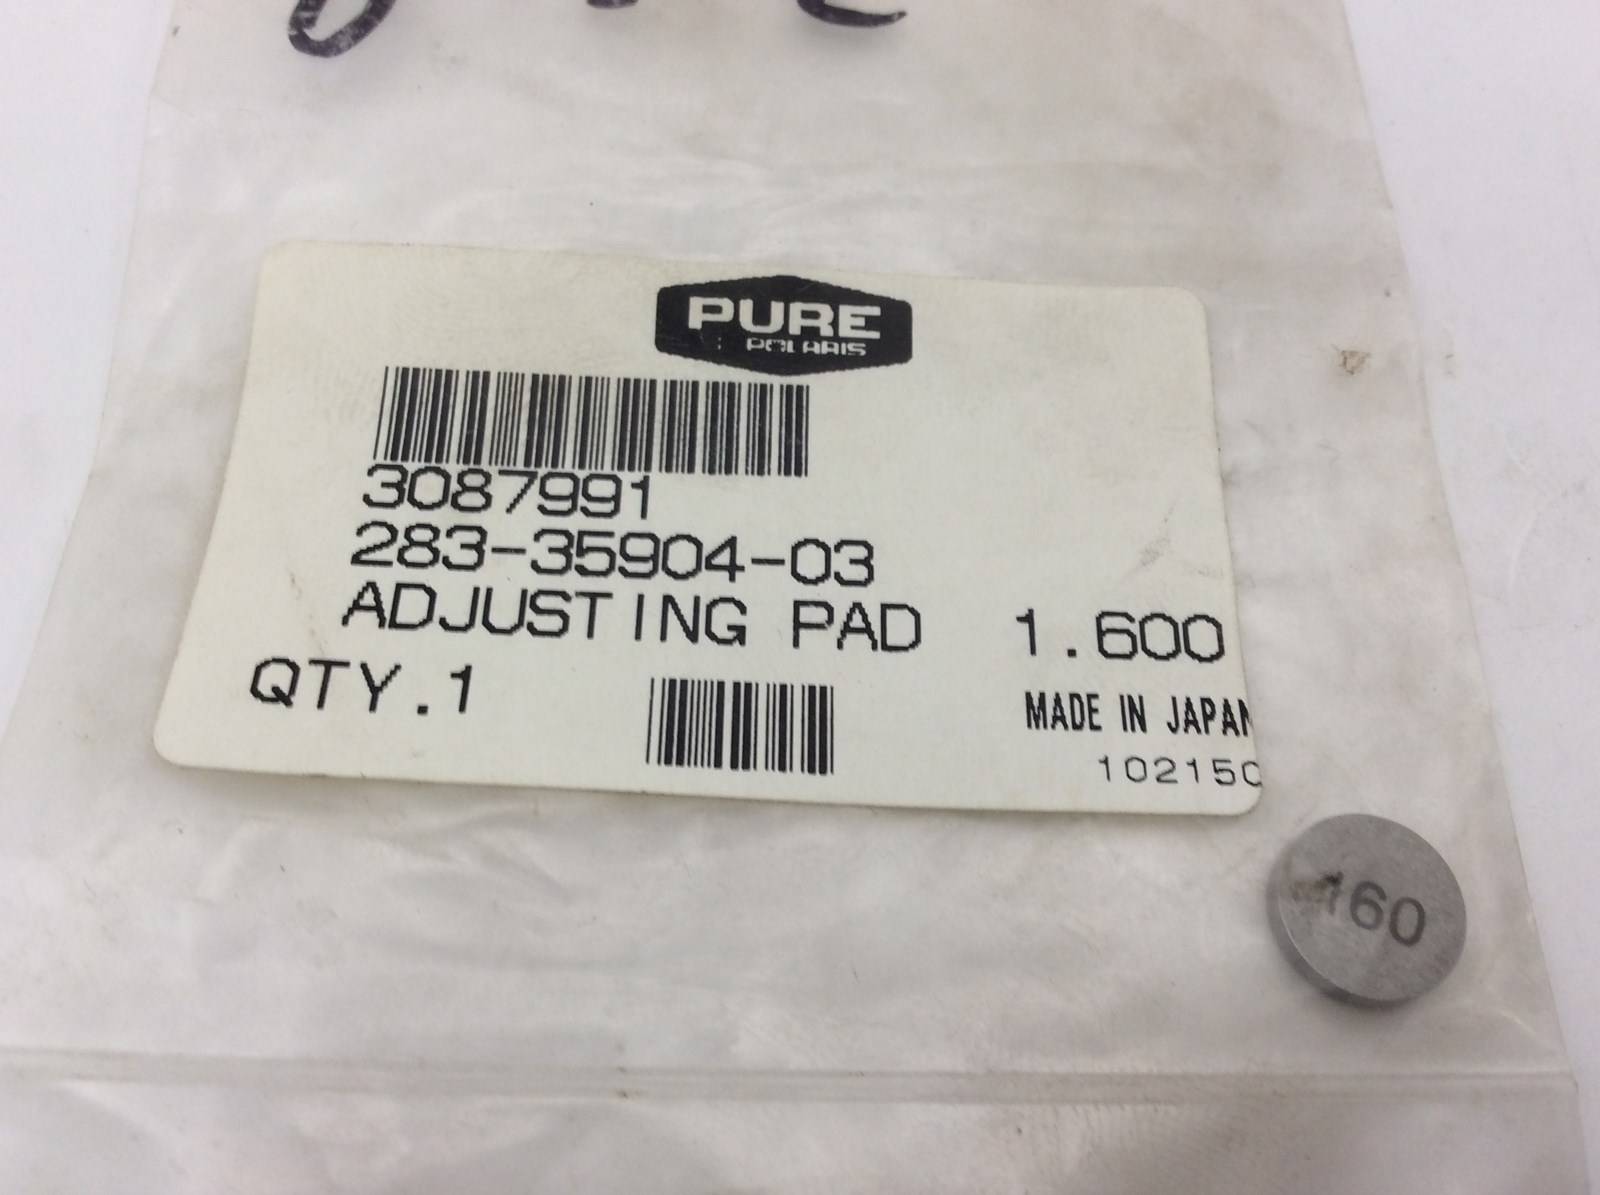 PURE
POLARIS
3087991
283-35904-03
ADJUSTING PAD 1.600
QTY.1
MADE IN JAPAN
10215C
160